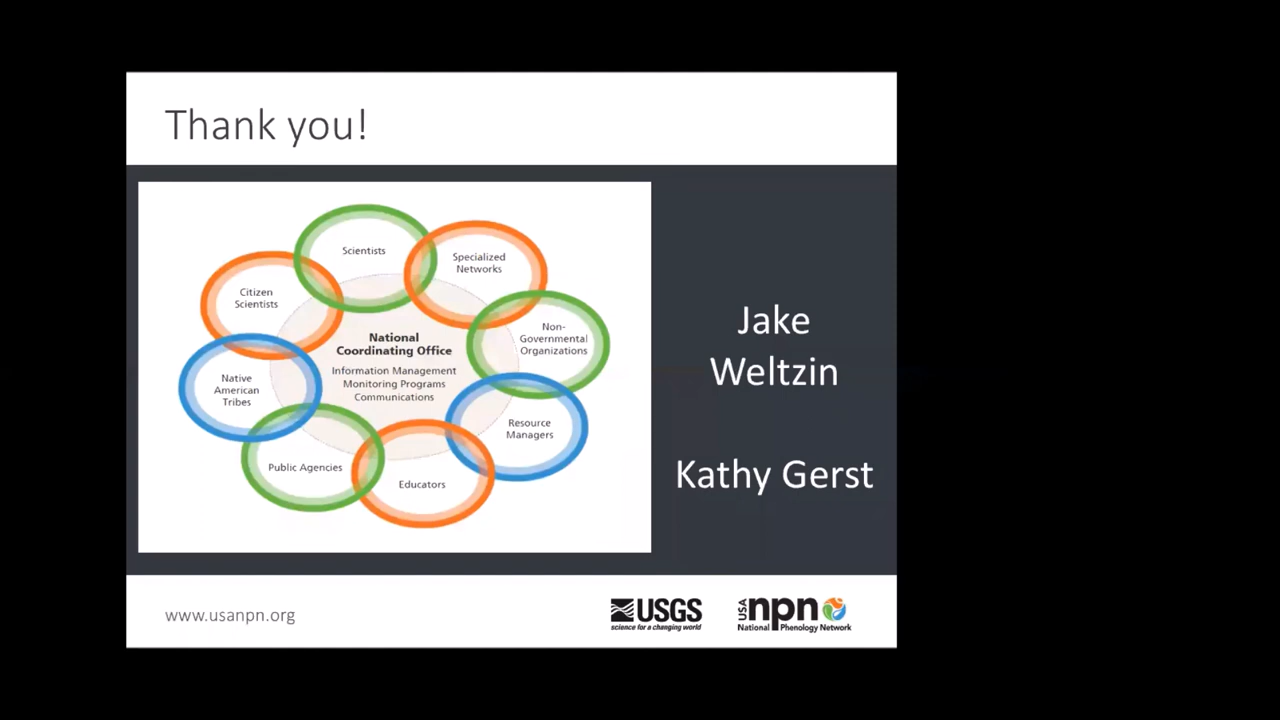 Thank you!
Scientists
Specialized
Networks
Citizen
Scientists
Non-
Governmental
Organizations
National
Coordinating Office
Information Management
Monitoring Programs
Communications
Native
American
Tribes
Resource
Managers
Public Agencies
Educators
Jake
Weltzin
Kathy Gerst
www.usanpn.org
USGS
science for a changing world
USA npn
National Phenology Network